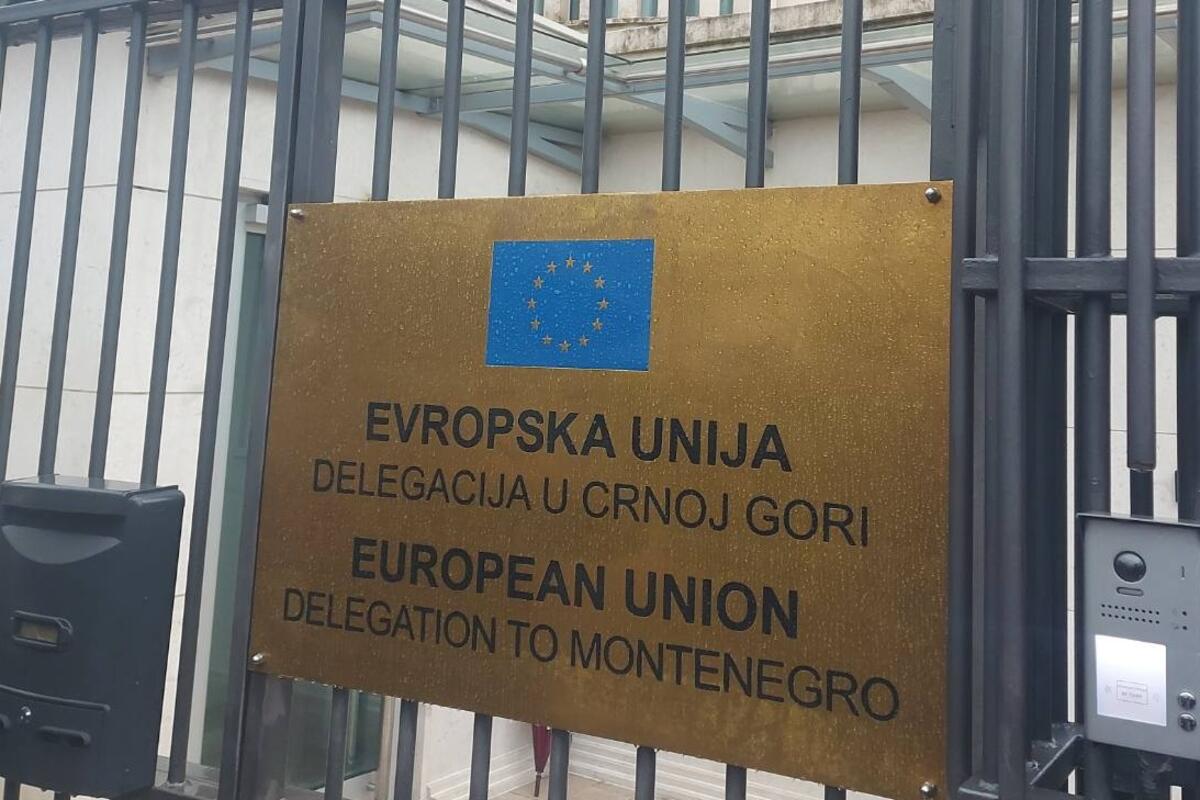 EVROPSKA UNIJA
DELEGACIJA U CRNOJ GORI
EUROPEAN UNION
DELEGATION TO MONTENEGRO